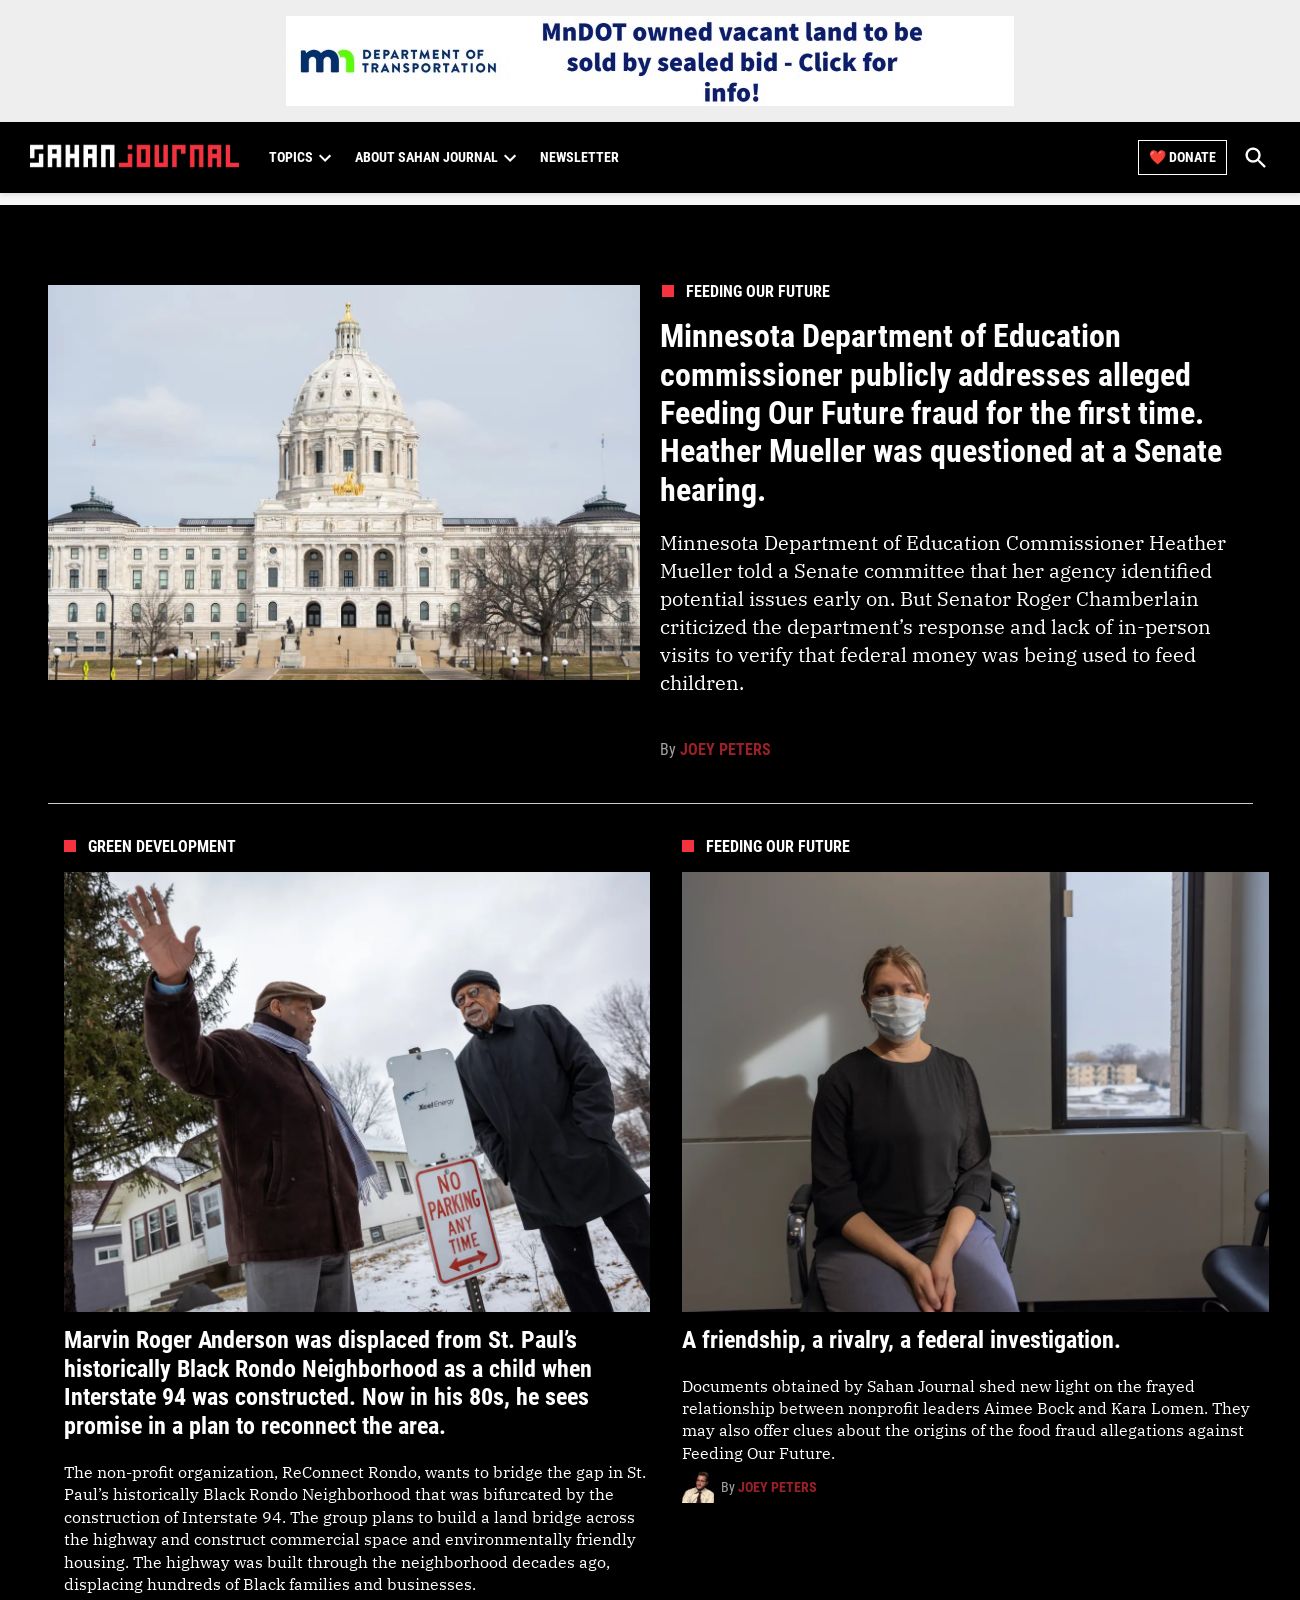 MnDOT owned vacant land to be
sold by sealed bid - Click for
info!
DEPARTMENT OF
TRANSPORTATION
SAHAN JOURNAL
TOPICS
ABOUT SAHAN JOURNAL
NEWSLETTER
DONATE
FEEDING OUR FUTURE
Minnesota Department of Education
commissioner publicly addresses alleged
Feeding Our Future fraud for the first time.
Heather Mueller was questioned at a Senate
hearing.
Minnesota Department of Education Commissioner Heather
Mueller told a Senate committee that her agency identified
potential issues early on. But Senator Roger Chamberlain
criticized the department’s response and lack of in-person
visits to verify that federal money was being used to feed
children.
By JOEY PETERS
GREEN DEVELOPMENT
XcelEnergy
NO
PARKING
ANY
TIME
Marvin Roger Anderson was displaced from St. Paul’s
historically Black Rondo Neighborhood as a child when
Interstate 94 was constructed. Now in his 80s, he sees
promise in a plan to reconnect the area.
The non-profit organization, ReConnect Rondo, wants to bridge the gap in St.
Paul’s historically Black Rondo Neighborhood that was bifurcated by the
construction of Interstate 94. The group plans to build a land bridge across
the highway and construct commercial space and environmentally friendly
housing. The highway was built through the neighborhood decades ago,
displacing hundreds of Black families and businesses.
FEEDING OUR FUTURE
A friendship, a rivalry, a federal investigation.
Documents obtained by Sahan Journal shed new light on the frayed
relationship between nonprofit leaders Aimee Bock and Kara Lomen. They
may also offer clues about the origins of the food fraud allegations against
Feeding Our Future.
By JOEY PETERS